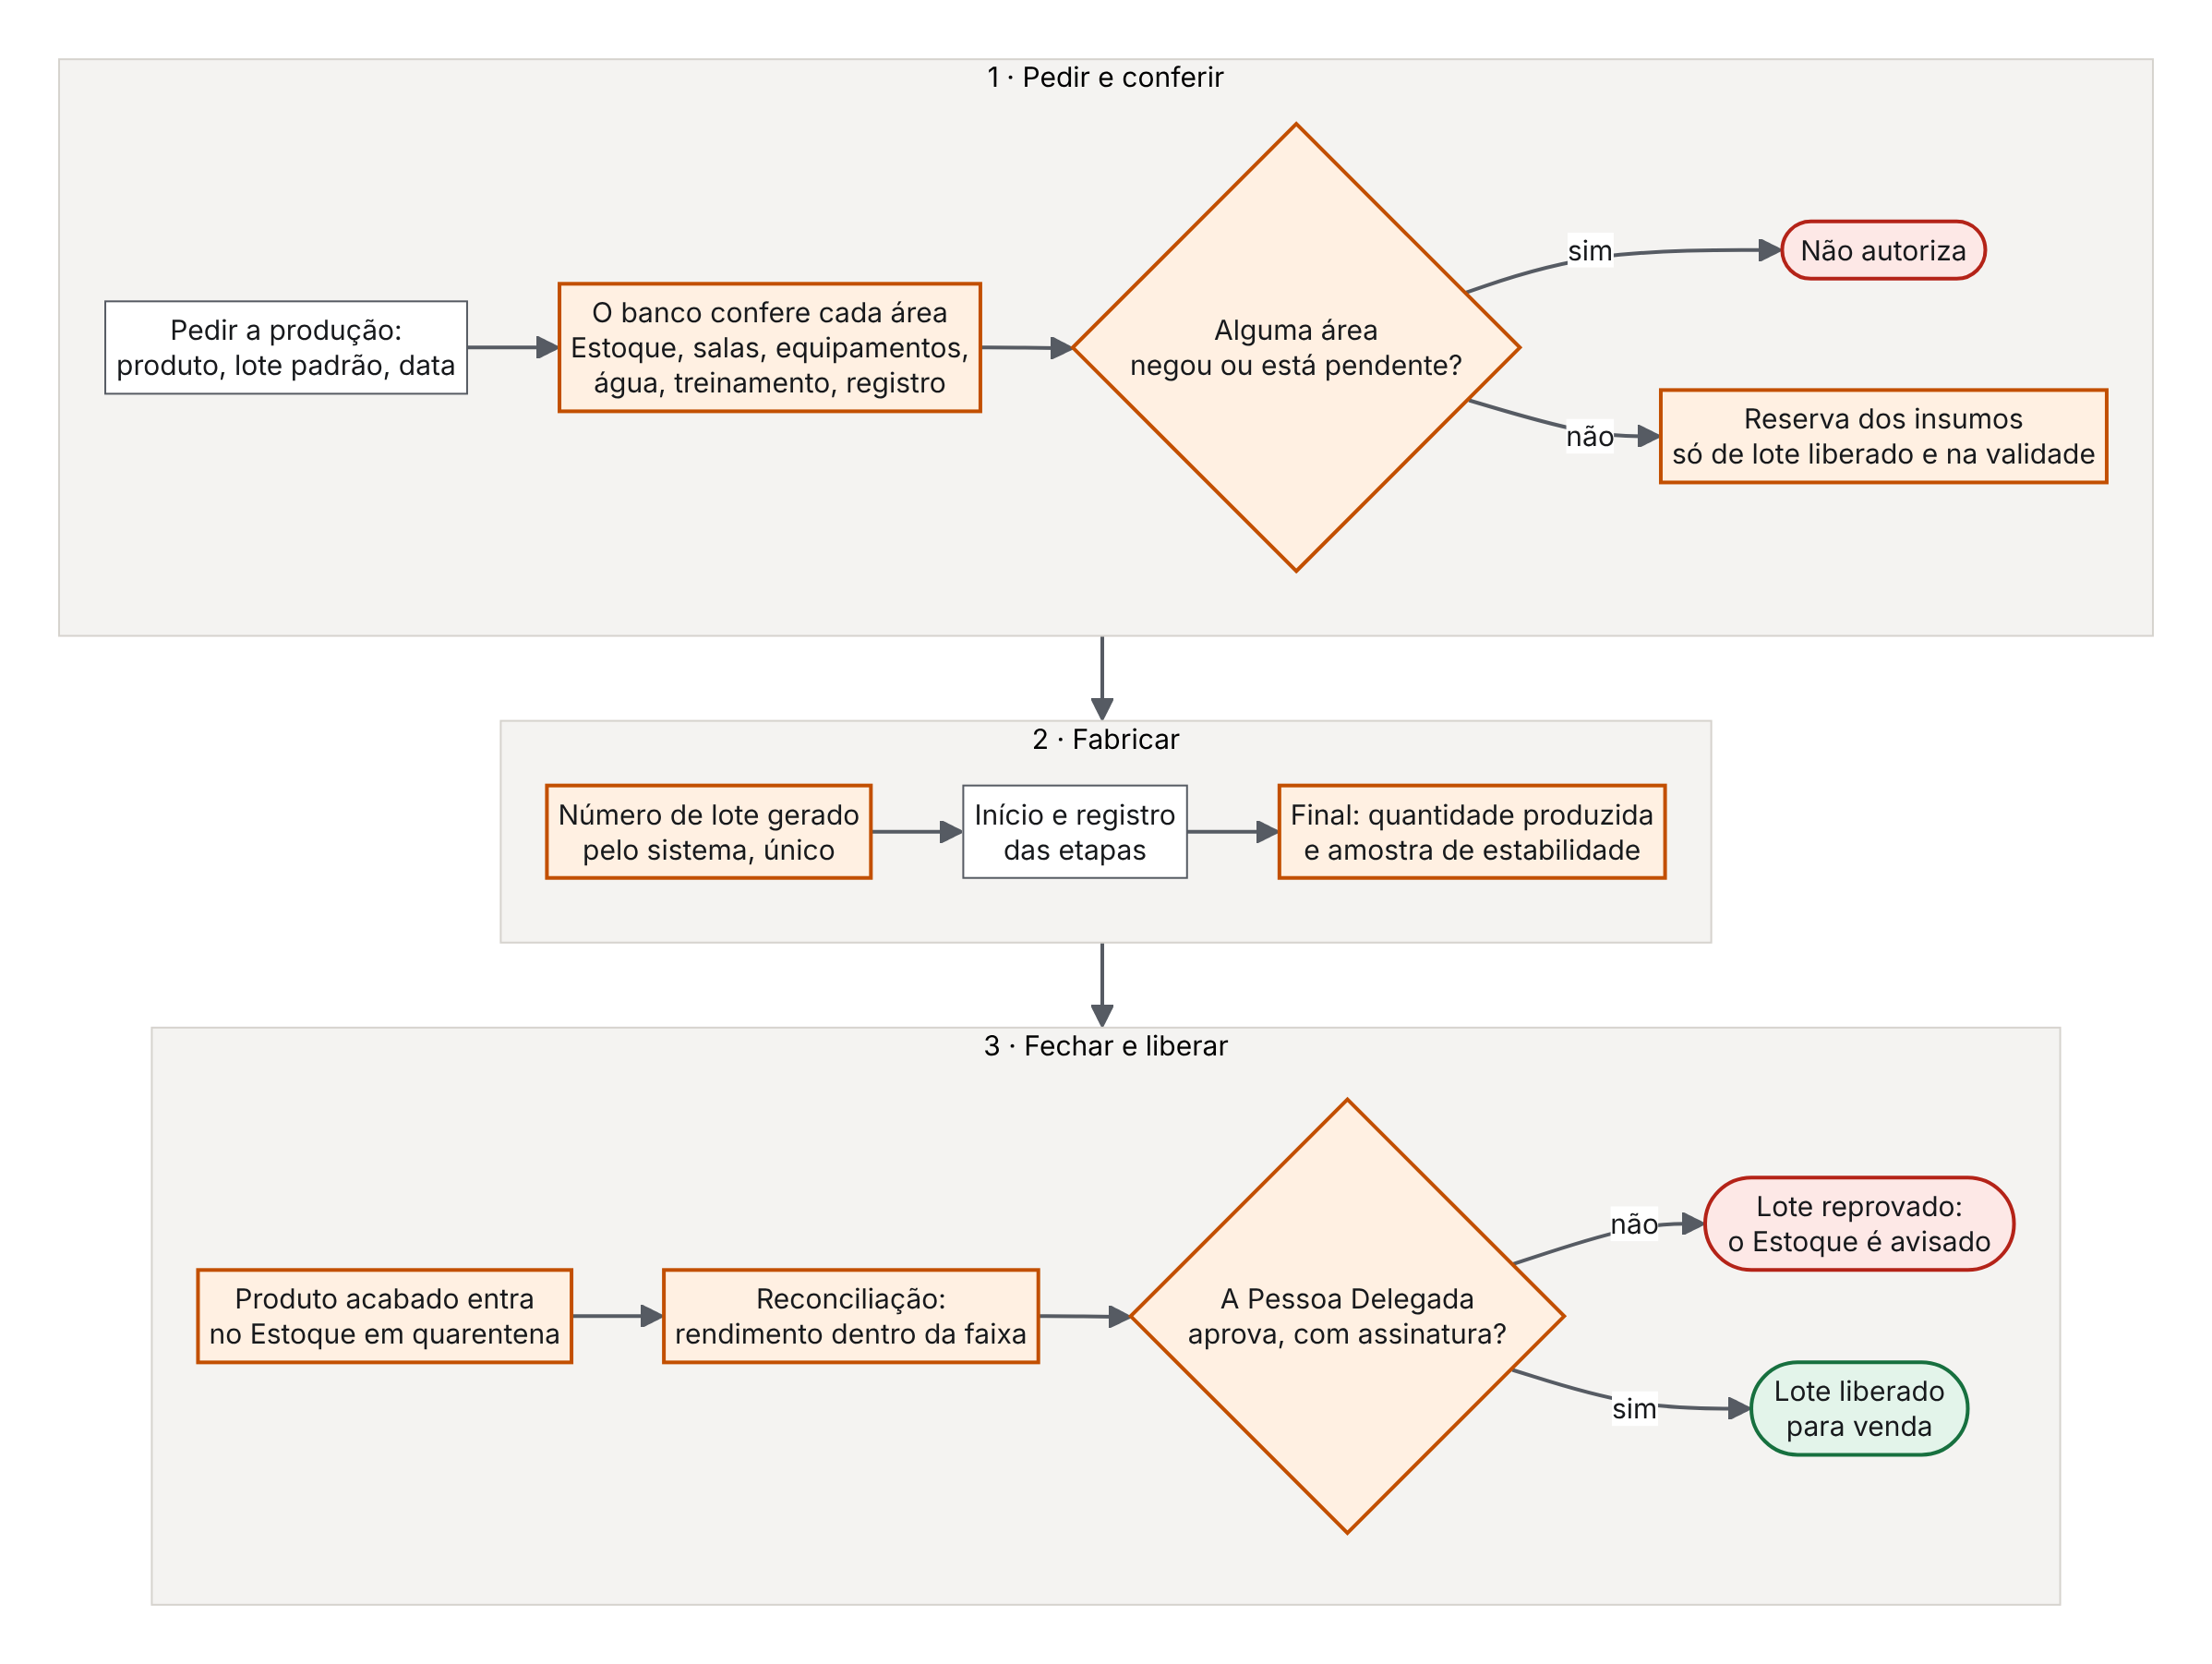 1 · Pedir e conferir
Pedir a produção:
produto, lote padrão, data
O banco confere cada área
Estoque, salas, equipamentos,
água, treinamento, registro
Alguma área
negou ou está pendente?
sim
Não autoriza
não
Reserva dos insumos
só de lote liberado e na validade
2 · Fabricar
Número de lote gerado
pelo sistema, único
Início e registro
das etapas
Final: quantidade produzida
e amostra de estabilidade
3 · Fechar e liberar
Produto acabado entra
no Estoque em quarentena
Reconciliação:
rendimento dentro da faixa
A Pessoa Delegada
aprova, com assinatura?
não
Lote reprovado:
o Estoque é avisado
sim
Lote liberado
para venda